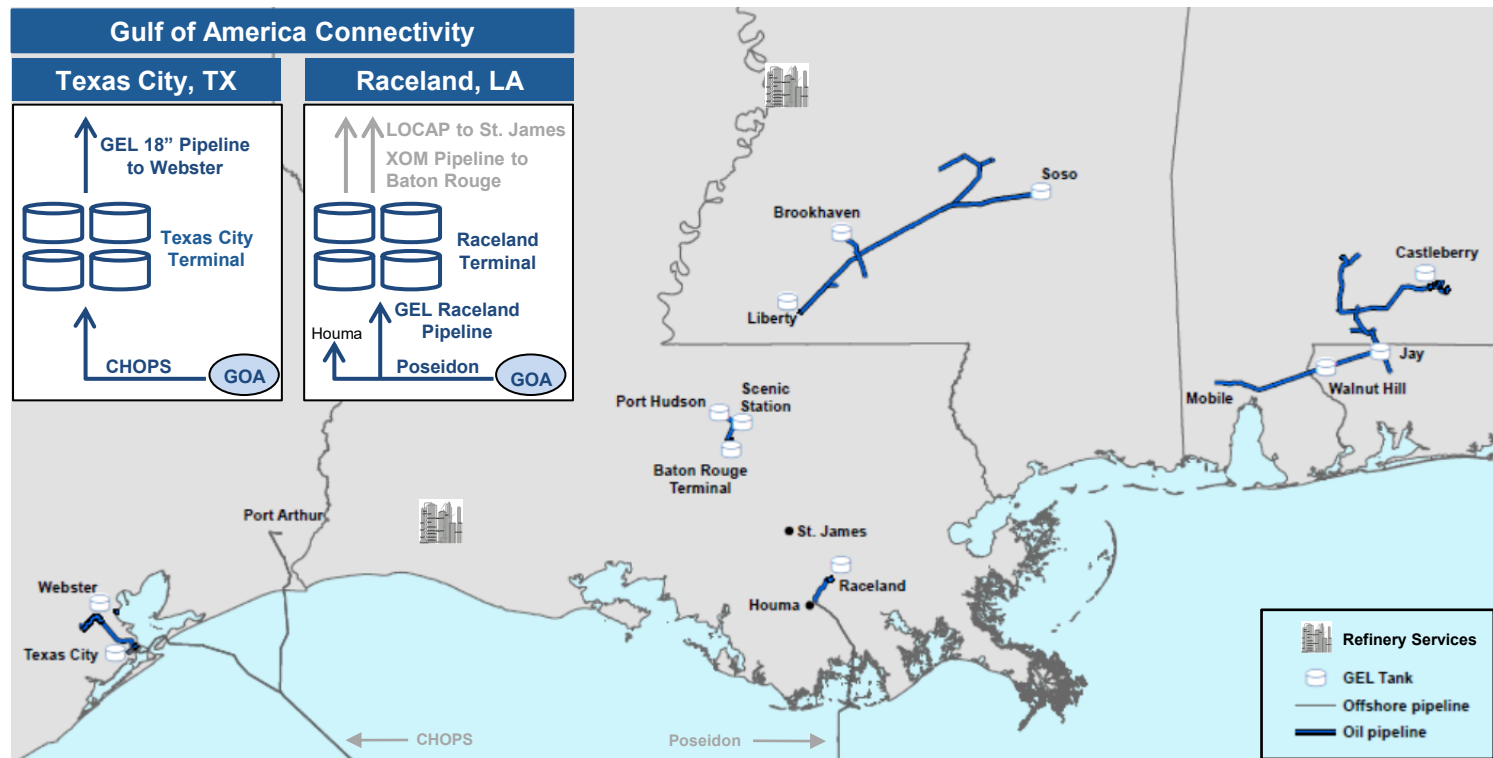 Gulf of America Connectivity
Texas City, TX
GEL 18” Pipeline
to Webster
Texas City
Terminal
CHOPS
GOA
Raceland, LA
LOCAP to St. James
XOM Pipeline to
Baton Rouge
Raceland
Terminal
GEL Raceland
Pipeline
Houma
Poseidon
GOA
Soso
Brookhaven
Liberty
Castleberry
Jay
Walnut Hill
Mobile
Port Hudson
Scenic
Station
Baton Rouge
Terminal
Port Arthur
St. James
Raceland
Houma
Webster
Texas City
CHOPS
Poseidon
Refinery Services
GEL Tank
Offshore pipeline
Oil pipeline